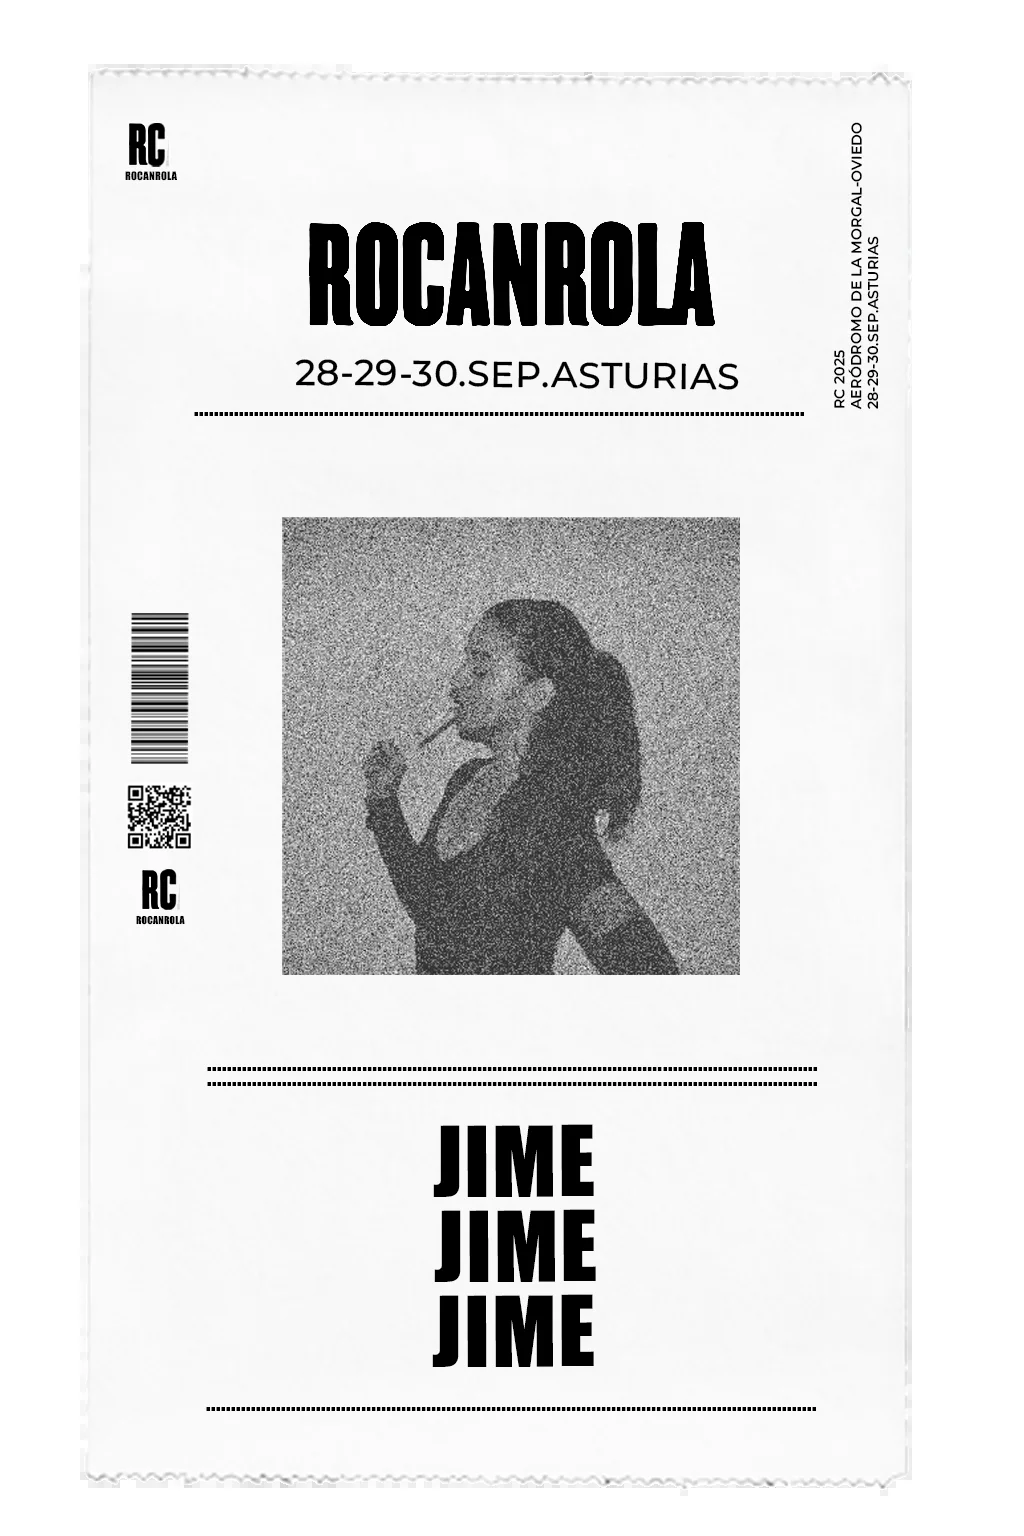 RC
ROCANROLA
RC 2025
AERÓDROMO DE LA MORGAL-OVIEDO
28-29-30.SEP.ASTURIAS
ROCANROLA
28-29-30.SEP.ASTURIAS
RC
ROCANROLA
JIME
JIME
JIME